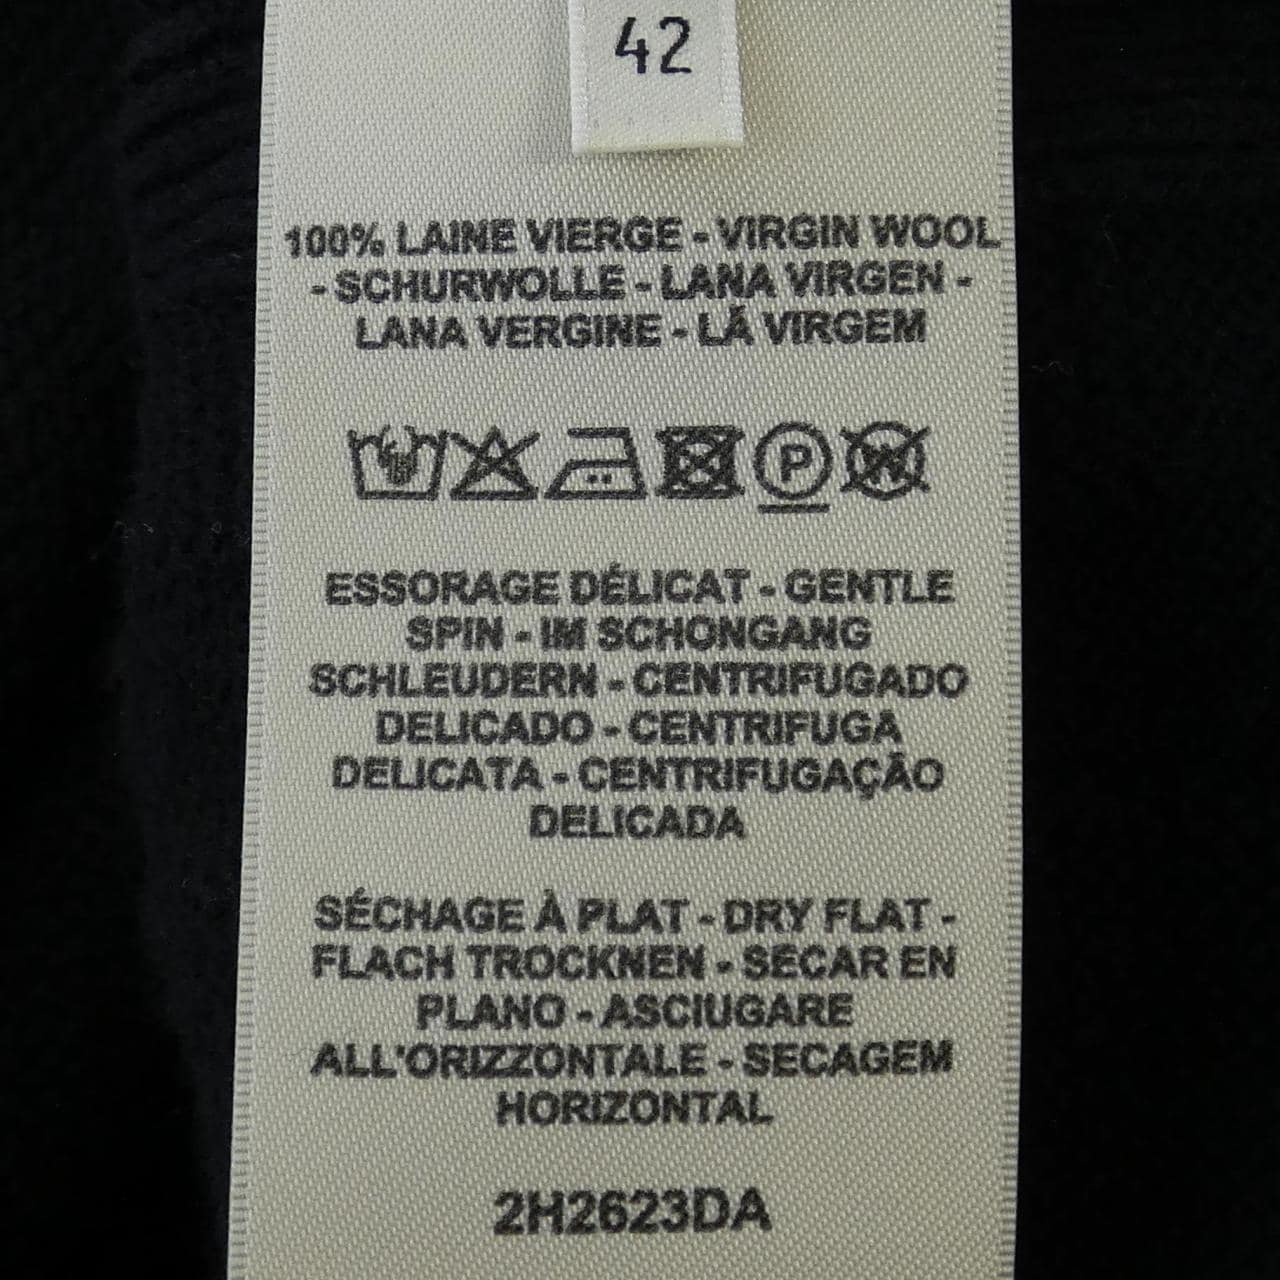 42
100% LAINE VIERGE - VIRGIN WOOL
- SCHURWOLLE - LANA VIRGEN -
LANA VERGINE - LÃ VIRGEM
P W
ESSORAGE DÉLICAT - GENTLE
SPIN - IM SCHONGANG
SCHLEUDERN - CENTRIFUGADO
DELICADO - CENTRIFUGA
DELICATA - CENTRIFUGAÇÃO
DELICADA
SÉCHAGE À PLAT - DRY FLAT -
FLACH TROCKNEN - SÉCAR EN
PLANO - ASCIUGARE
ALL'ORIZZONTALE - SECAGEM
HORIZONTAL
2H2623DA